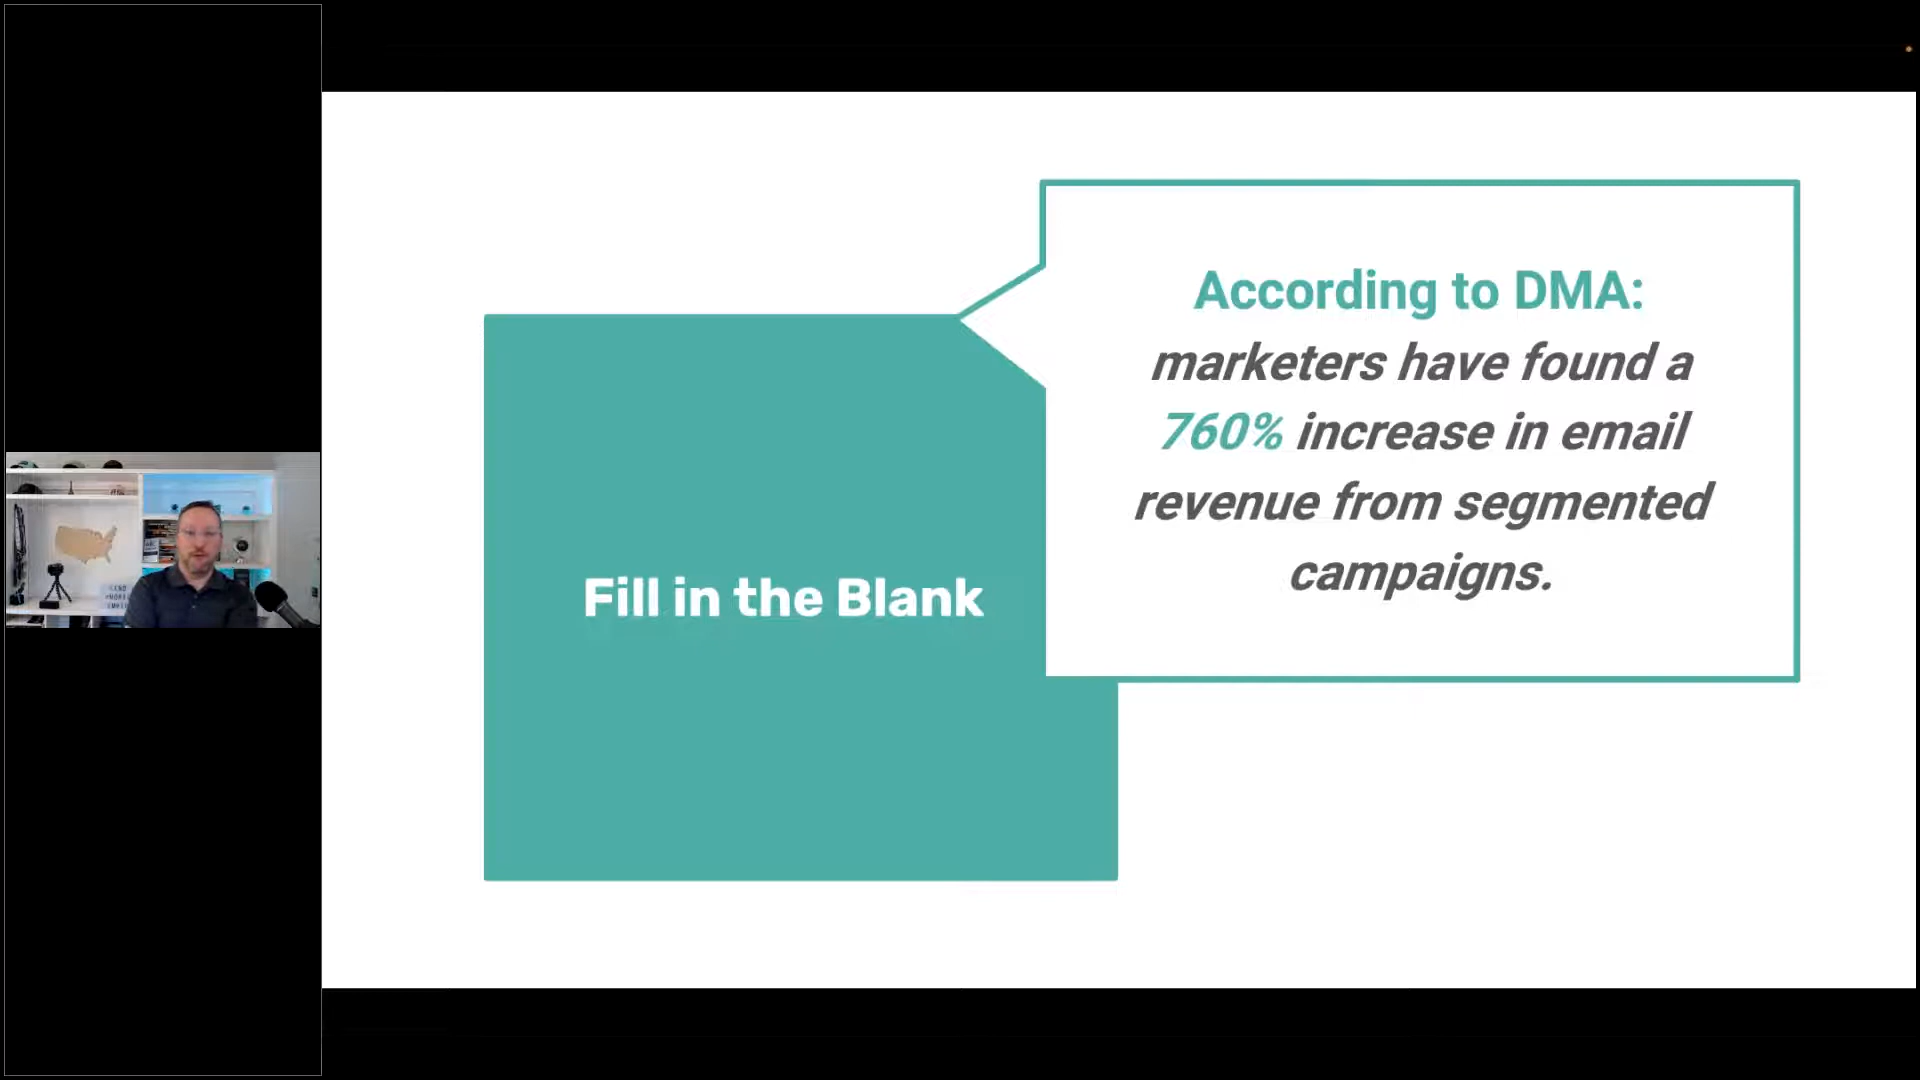 Fill in the Blank
According to DMA:
marketers have found a
760% increase in email
revenue from segmented
campaigns.